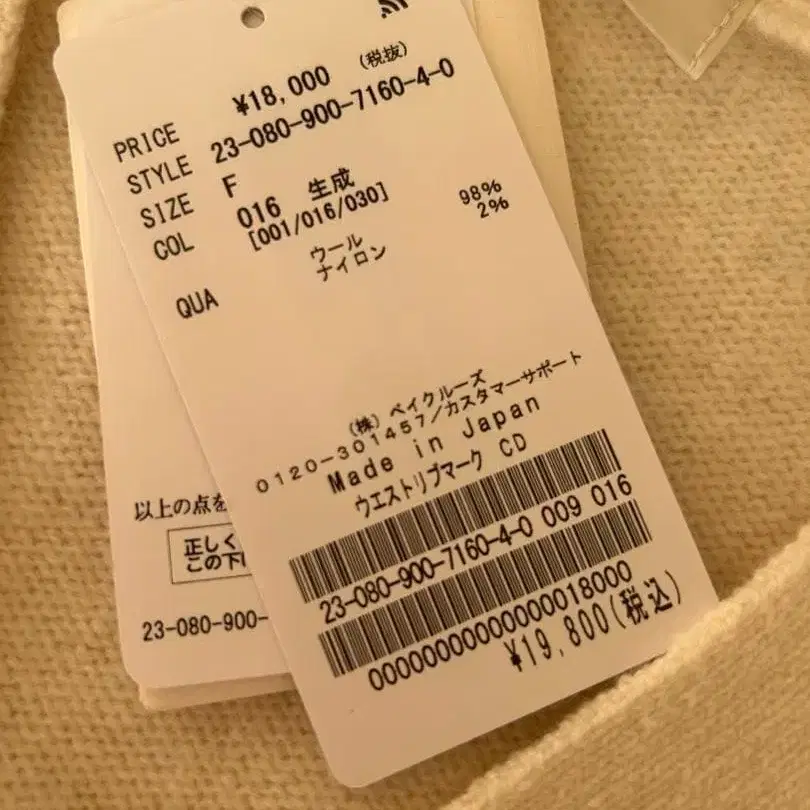 PRICE ¥18,000 (税抜)
STYLE 23-080-900-7160-4-0
SIZE F
COL 016 生成
[001/016/030]
QUA ウール 98%
ナイロン 2%
(株) ベイクルーズ
0120-301457/カスタマーサポート
Made in Japan
ウエストリブマーク CD
23-080-900-7160-4-0 009 016
0000000000000018000
¥19,800(税込)
以上の点を
正しく
この下
23-080-900-